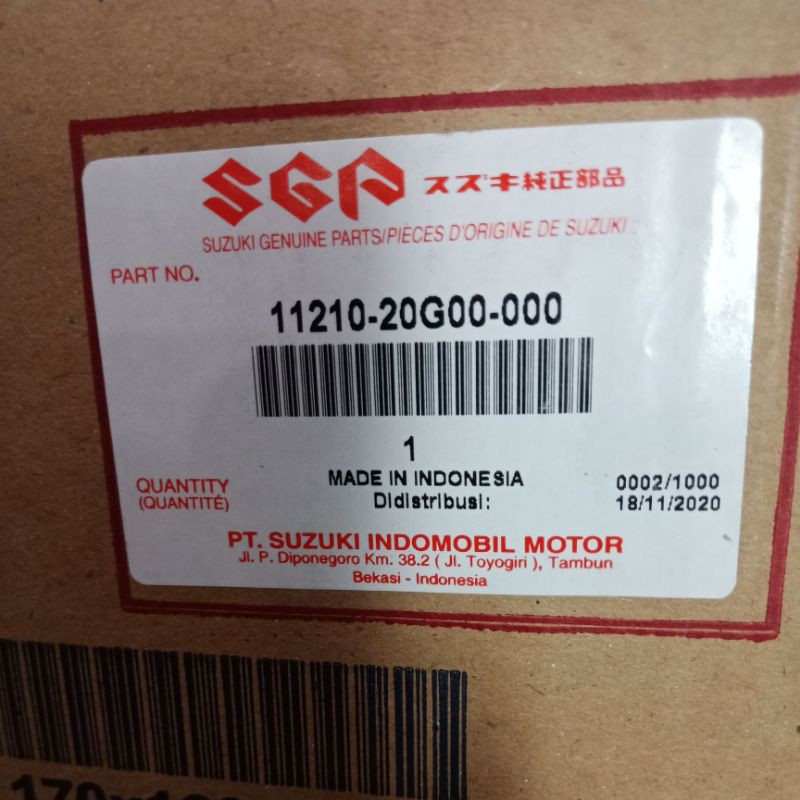 SGP スズキ純正部品
SUZUKI GENUINE PARTS/PIÈCES D'ORIGINE DE SUZUKI
PART NO.
11210-20G00-000
1
QUANTITY
(QUANTITÉ)
MADE IN INDONESIA
Didistribusi:
0002/1000
18/11/2020
PT. SUZUKI INDOMOBIL MOTOR
Jl. P. Diponegoro Km. 38.2 ( Jl. Toyogiri ), Tambun
Bekasi - Indonesia